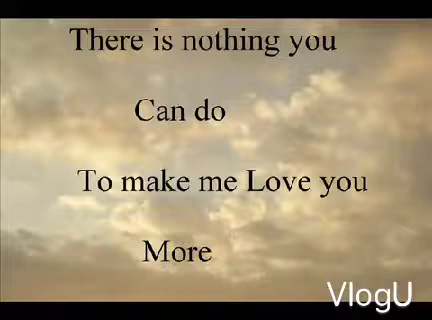 There is nothing you
Can do
To make me Love you
More
VlogU